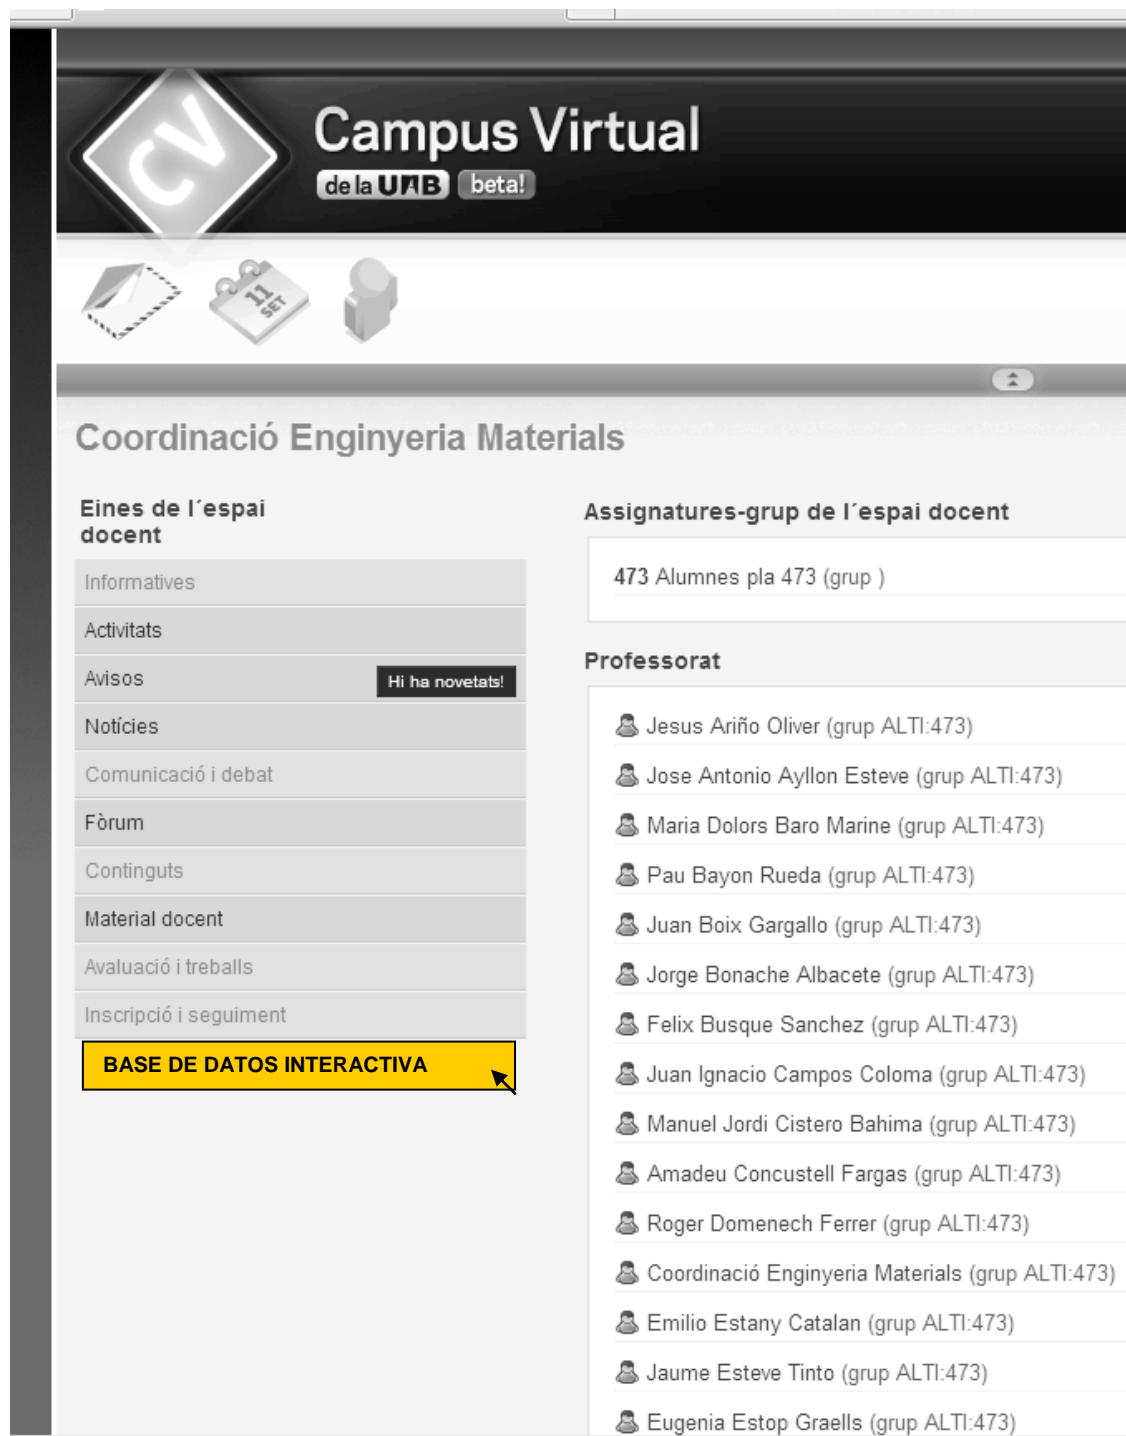 CV
Campus Virtual
de la UAB beta!
11
SET
Coordinació Enginyeria Materials
Eines de l´espai
docent
Informatives
Activitats
Avisos
Hi ha novetats!
Notícies
Comunicació i debat
Fòrum
Continguts
Material docent
Avaluació i treballs
Inscripció i seguiment
BASE DE DATOS INTERACTIVA
Assignatures-grup de l´espai docent
473 Alumnes pla 473 (grup )
Professorat
Jesus Ariño Oliver (grup ALTI:473)
Jose Antonio Ayllon Esteve (grup ALTI:473)
Maria Dolors Baro Marine (grup ALTI:473)
Pau Bayon Rueda (grup ALTI:473)
Juan Boix Gargallo (grup ALTI:473)
Jorge Bonache Albacete (grup ALTI:473)
Felix Busque Sanchez (grup ALTI:473)
Juan Ignacio Campos Coloma (grup ALTI:473)
Manuel Jordi Cistero Bahima (grup ALTI:473)
Amadeu Concustell Fargas (grup ALTI:473)
Roger Domenech Ferrer (grup ALTI:473)
Coordinació Enginyeria Materials (grup ALTI:473)
Emilio Estany Catalan (grup ALTI:473)
Jaume Esteve Tinto (grup ALTI:473)
Eugenia Estop Graells (grup ALTI:473)